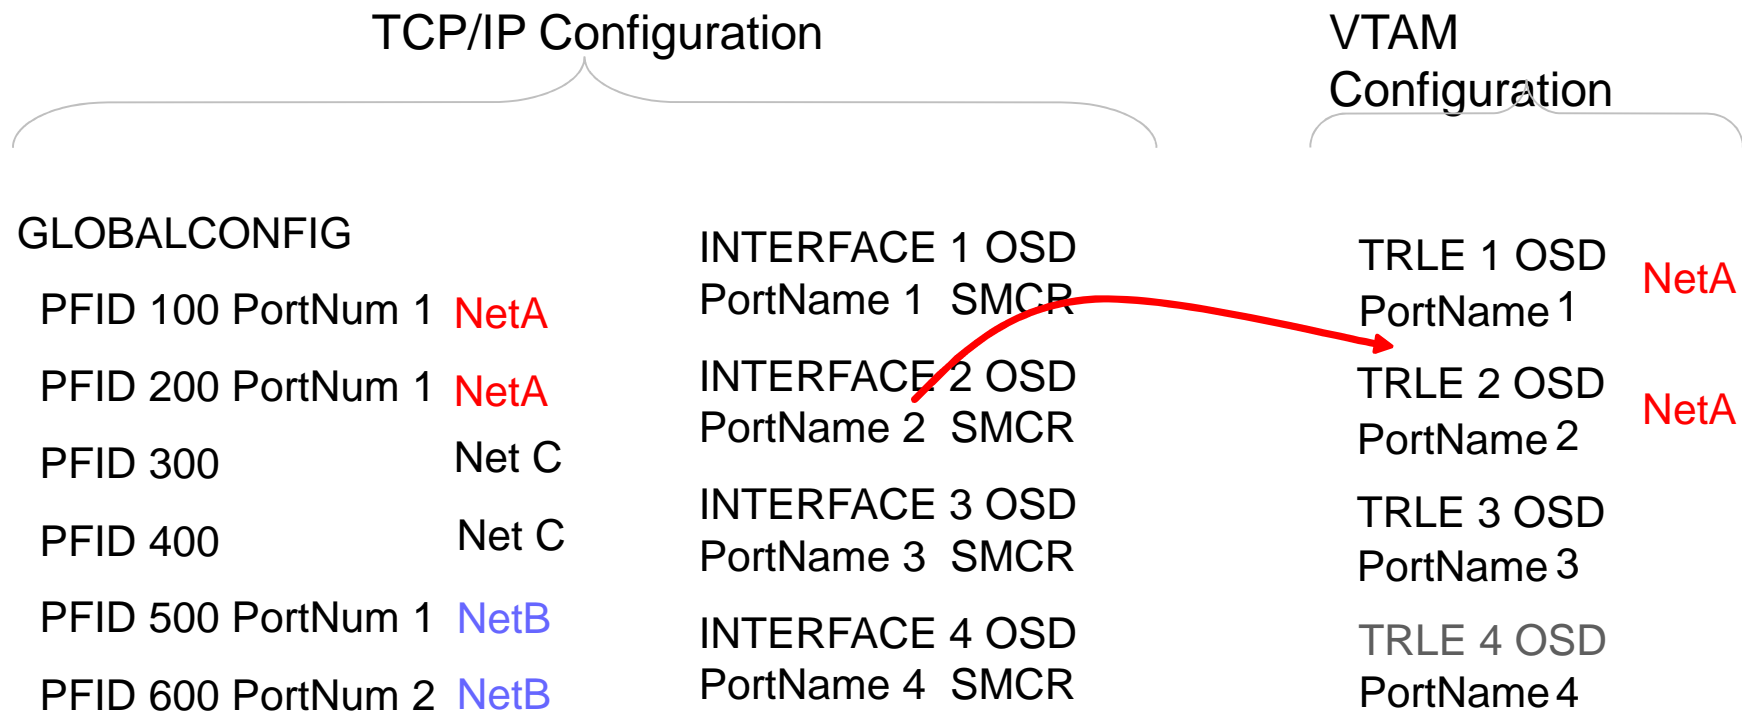 TCP/IP Configuration
VTAM
Configuration
GLOBALCONFIG
PFID 100 PortNum 1 NetA
PFID 200 PortNum 1 NetA
PFID 300 Net C
PFID 400 Net C
PFID 500 PortNum 1 NetB
PFID 600 PortNum 2 NetB
INTERFACE 1 OSD
PortName 1 SMCR
INTERFACE 2 OSD
PortName 2 SMCR
INTERFACE 3 OSD
PortName 3 SMCR
INTERFACE 4 OSD
PortName 4 SMCR
TRLE 1 OSD
NetA
PortName 1
TRLE 2 OSD
NetA
PortName 2
TRLE 3 OSD
PortName 3
TRLE 4 OSD
PortName 4